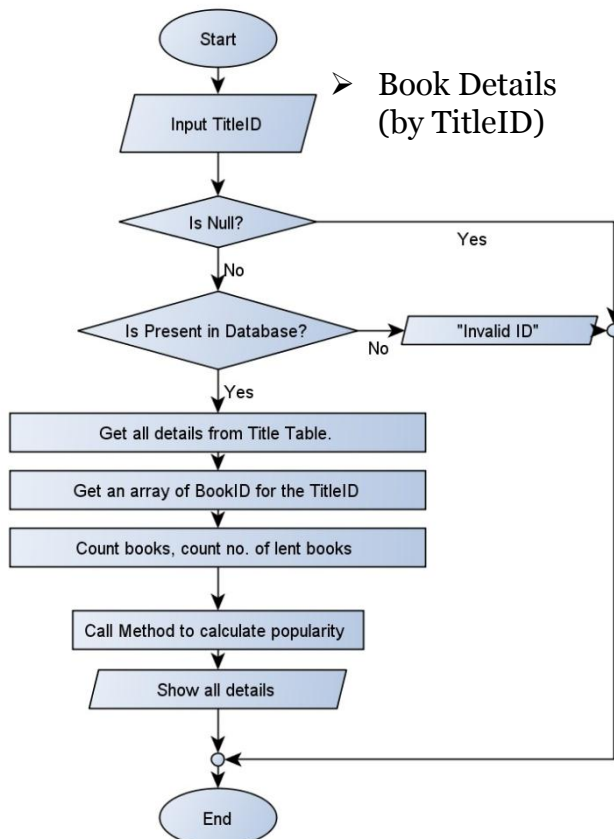 Start
➢ Book Details
(by TitleID)
Input TitleID
Is Null?
Yes
No
Is Present in Database?
No
"Invalid ID"
Yes
Get all details from Title Table.
Get an array of BookID for the TitleID
Count books, count no. of lent books
Call Method to calculate popularity
Show all details
End